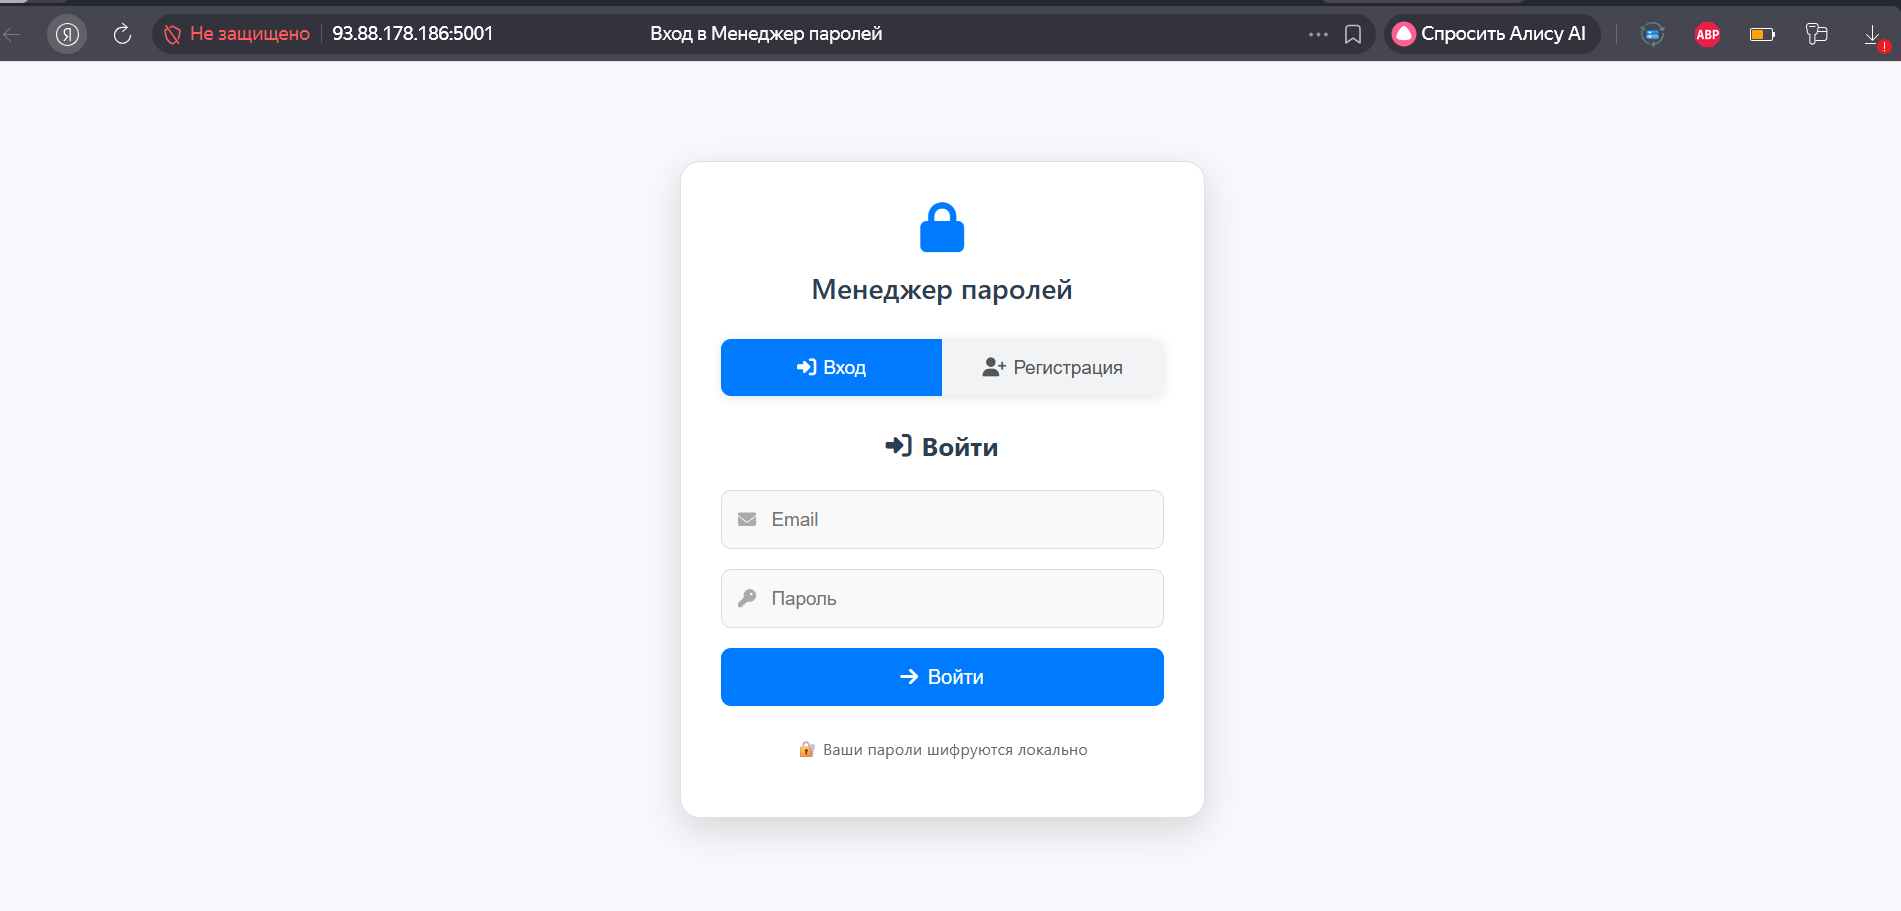 Я Не защищено 93.88.178.186:5001 Вход в Менеджер паролей Спросить Алису AI ABP
Менеджер паролей
Вход Регистрация
Войти
Email
Пароль
Войти
Ваши пароли шифруются локально